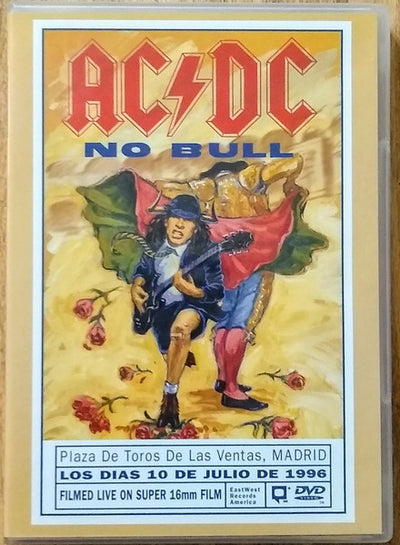 AC/DC
NO BULL
Plaza De Toros De Las Ventas, MADRID
LOS DIAS 10 DE JULIO DE 1996
FILMED LIVE ON SUPER 16mm FILM
EastWest
Records
America
DVD
VIDEO